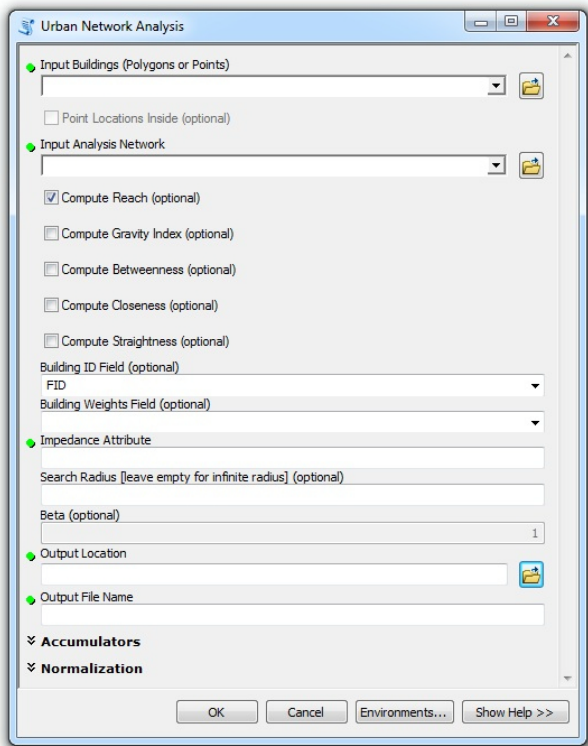 Urban Network Analysis
Input Buildings (Polygons or Points)
Point Locations Inside (optional)
Input Analysis Network
Compute Reach (optional)
Compute Gravity Index (optional)
Compute Betweenness (optional)
Compute Closeness (optional)
Compute Straightness (optional)
Building ID Field (optional)
FID
Building Weights Field (optional)
Impedance Attribute
Search Radius [leave empty for infinite radius] (optional)
Beta (optional)
1
Output Location
Output File Name
Accumulators
Normalization
OK Cancel Environments... Show Help >>